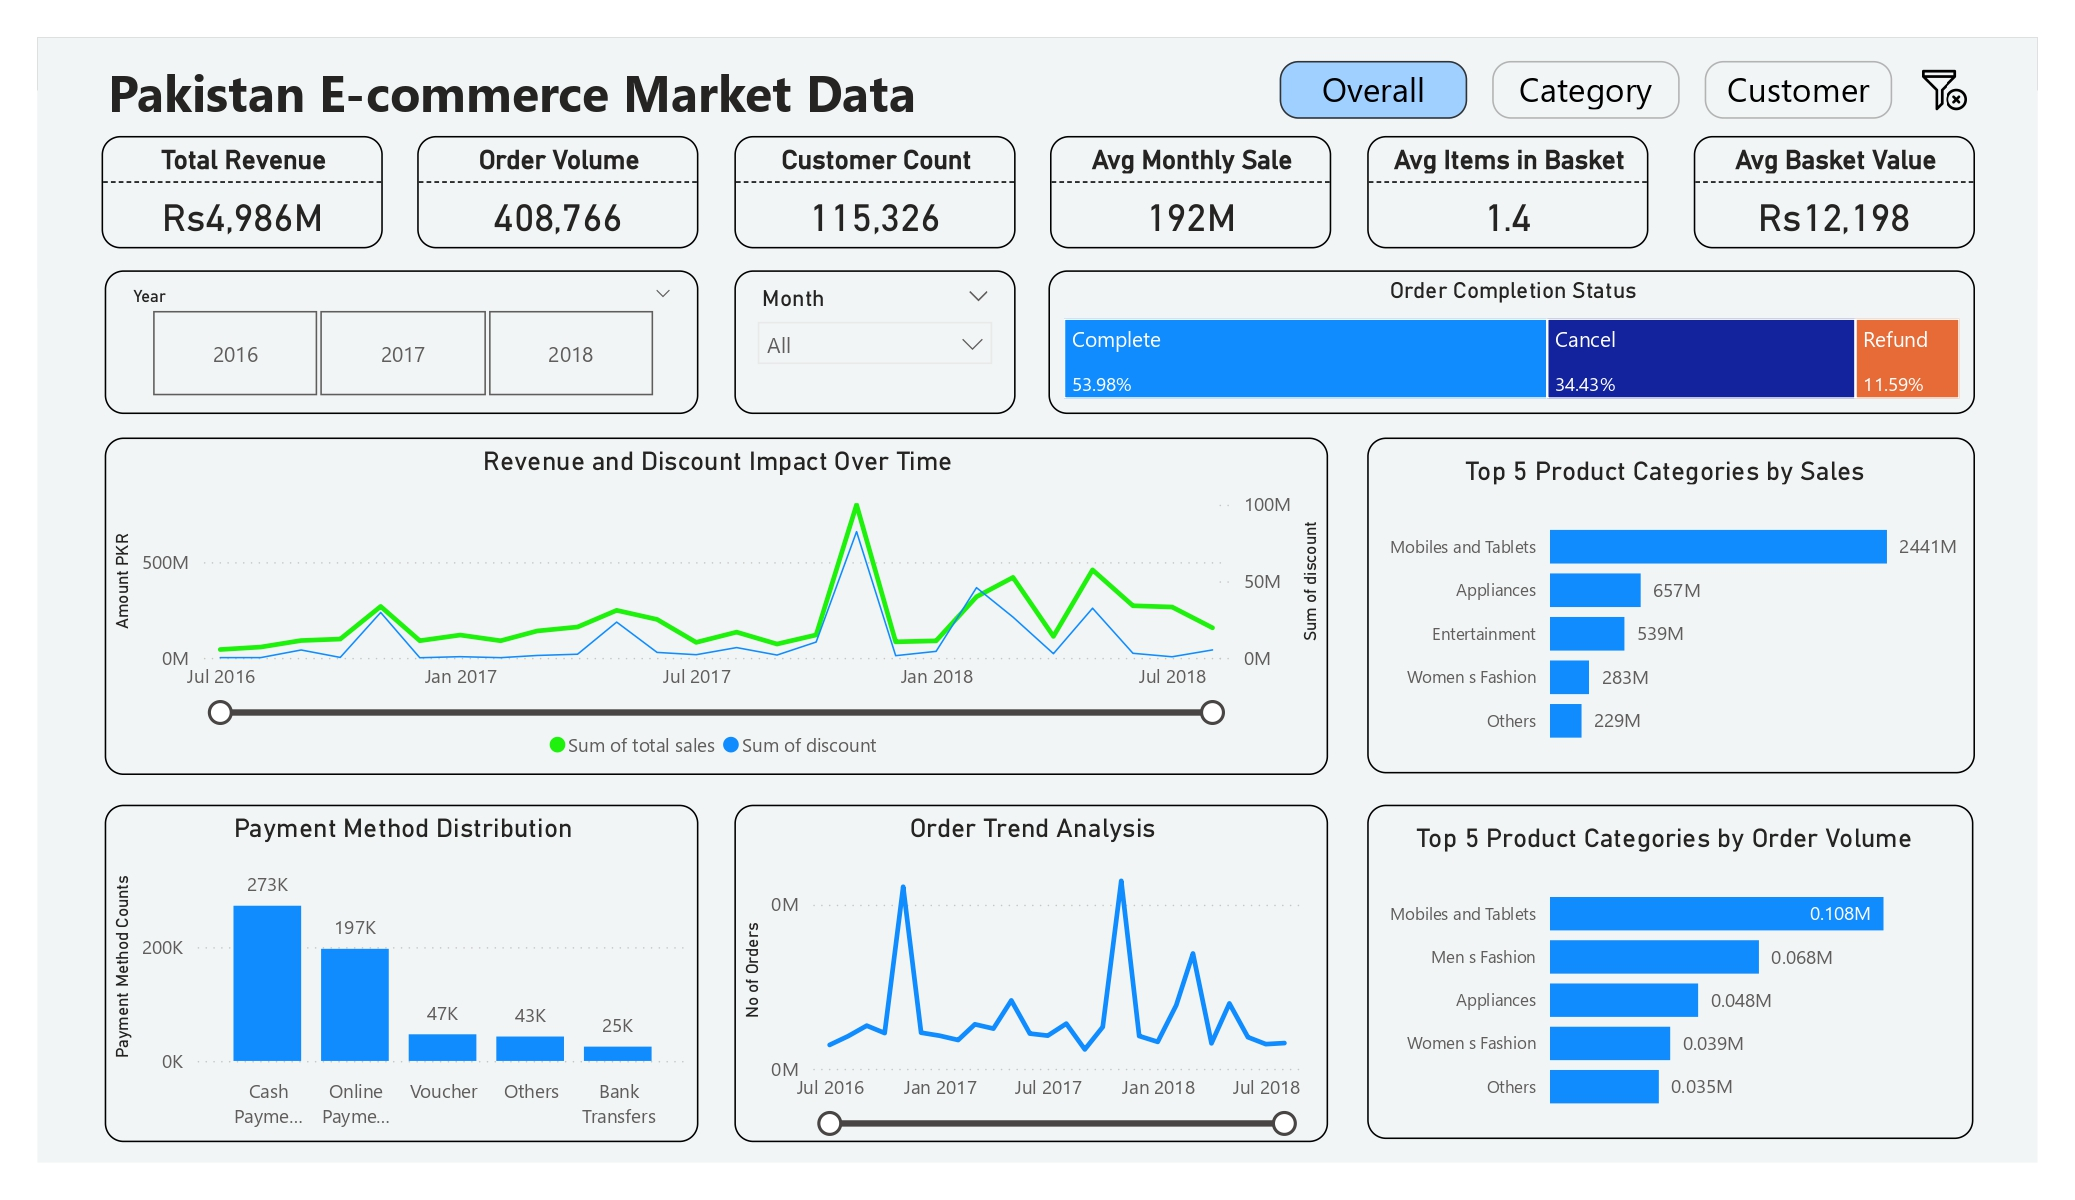 Pakistan E-commerce Market Data
Overall
Category
Customer
Total Revenue
Rs4,986M
Order Volume
408,766
Customer Count
115,326
Avg Monthly Sale
192M
Avg Items in Basket
1.4
Avg Basket Value
Rs12,198
Year
2016
2017
2018
Month
All
Order Completion Status
Complete
53.98%
Cancel
34.43%
Refund
11.59%
Revenue and Discount Impact Over Time
Amount PKR
500M
0M
100M
50M
0M
Sum of discount
Jul 2016
Jan 2017
Jul 2017
Jan 2018
Jul 2018
Sum of total sales
Sum of discount
Top 5 Product Categories by Sales
Mobiles and Tablets
2441M
Appliances
657M
Entertainment
539M
Women s Fashion
283M
Others
229M
Payment Method Distribution
Payment Method Counts
200K
0K
273K
197K
47K
43K
25K
Cash
Payme...
Online
Payme...
Voucher
Others
Bank
Transfers
Order Trend Analysis
No of Orders
0M
0M
Jul 2016
Jan 2017
Jul 2017
Jan 2018
Jul 2018
Top 5 Product Categories by Order Volume
Mobiles and Tablets
0.108M
Men s Fashion
0.068M
Appliances
0.048M
Women s Fashion
0.039M
Others
0.035M